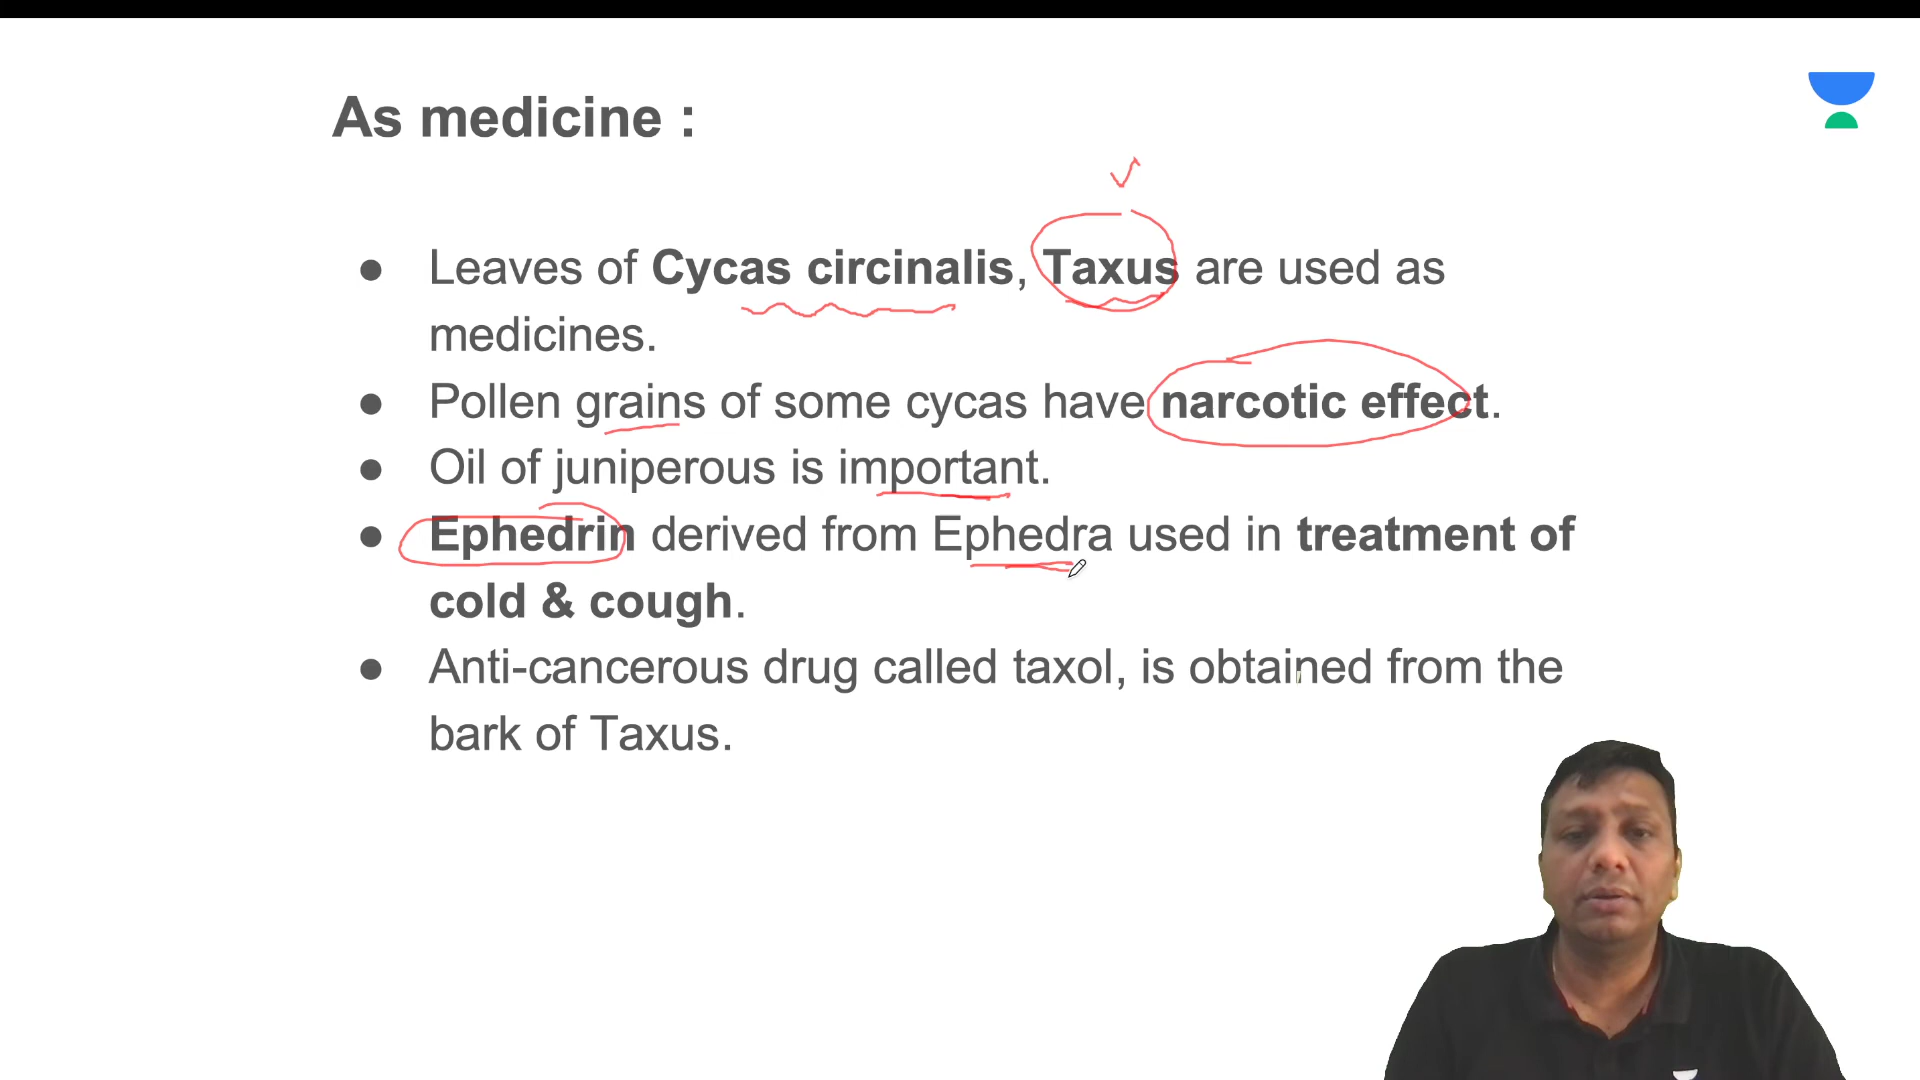 As medicine :
● Leaves of Cycas circinalis, Taxus are used as
medicines.
● Pollen grains of some cycas have narcotic effect.
● Oil of juniperous is important.
● Ephedrin derived from Ephedra used in treatment of
cold & cough.
● Anti-cancerous drug called taxol, is obtained from the
bark of Taxus.